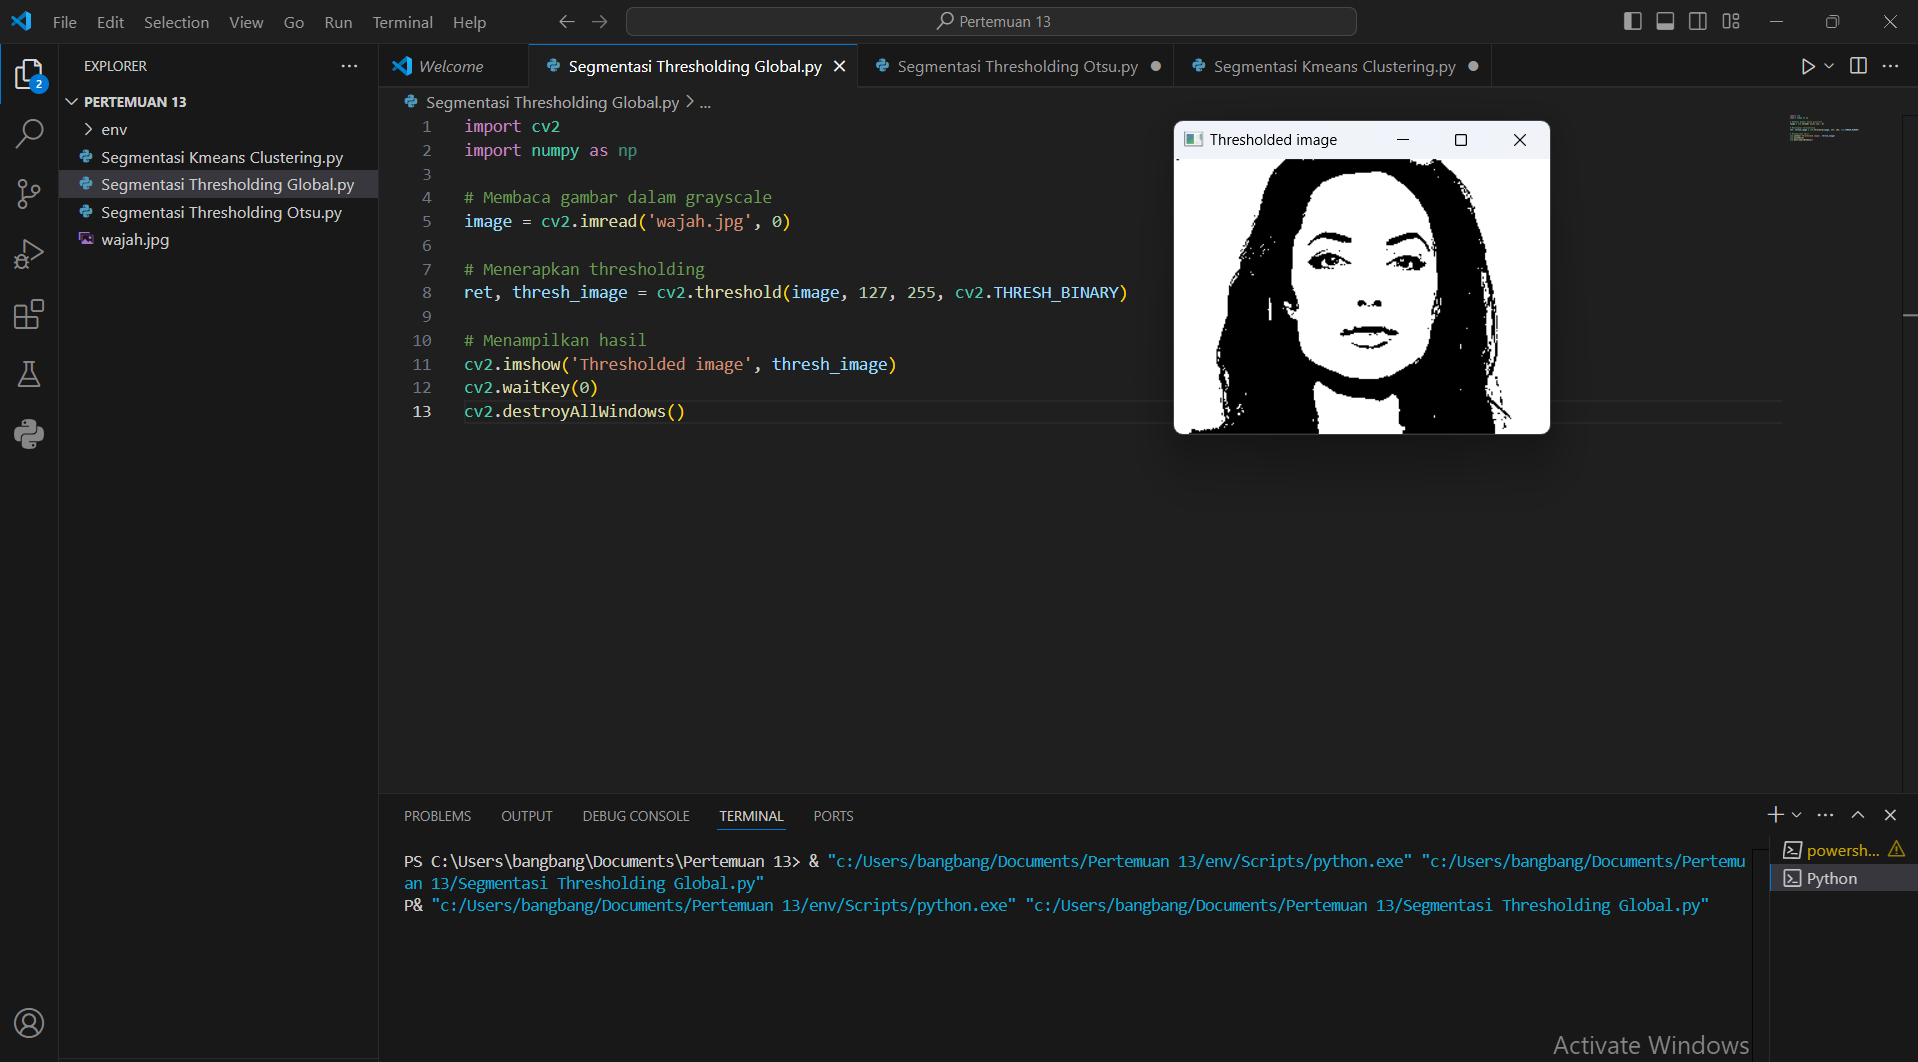 File Edit Selection View Go Run Terminal Help
Pertemuan 13
2
EXPLORER
PERTEMUAN 13
env
Segmentasi Kmeans Clustering.py
Segmentasi Thresholding Global.py
Segmentasi Thresholding Otsu.py
wajah.jpg
Welcome Segmentasi Thresholding Global.py Segmentasi Thresholding Otsu.py Segmentasi Kmeans Clustering.py
Segmentasi Thresholding Global.py > ...
1 import cv2
2 import numpy as np
3
4 # Membaca gambar dalam grayscale
5 image = cv2.imread('wajah.jpg', 0)
6
7 # Menerapkan thresholding
8 ret, thresh_image = cv2.threshold(image, 127, 255, cv2.THRESH_BINARY)
9
10 # Menampilkan hasil
11 cv2.imshow('Thresholded image', thresh_image)
12 cv2.waitKey(0)
13 cv2.destroyAllWindows()
Thresholded image
PROBLEMS OUTPUT DEBUG CONSOLE TERMINAL PORTS
PS C:\Users\bangbang\Documents\Pertemuan 13> & "c:/Users/bangbang/Documents/Pertemuan 13/env/Scripts/python.exe" "c:/Users/bangbang/Documents/Pertemu
an 13/Segmentasi Thresholding Global.py"
P& "c:/Users/bangbang/Documents/Pertemuan 13/env/Scripts/python.exe" "c:/Users/bangbang/Documents/Pertemuan 13/Segmentasi Thresholding Global.py"
powersh...
Python
Activate Windows